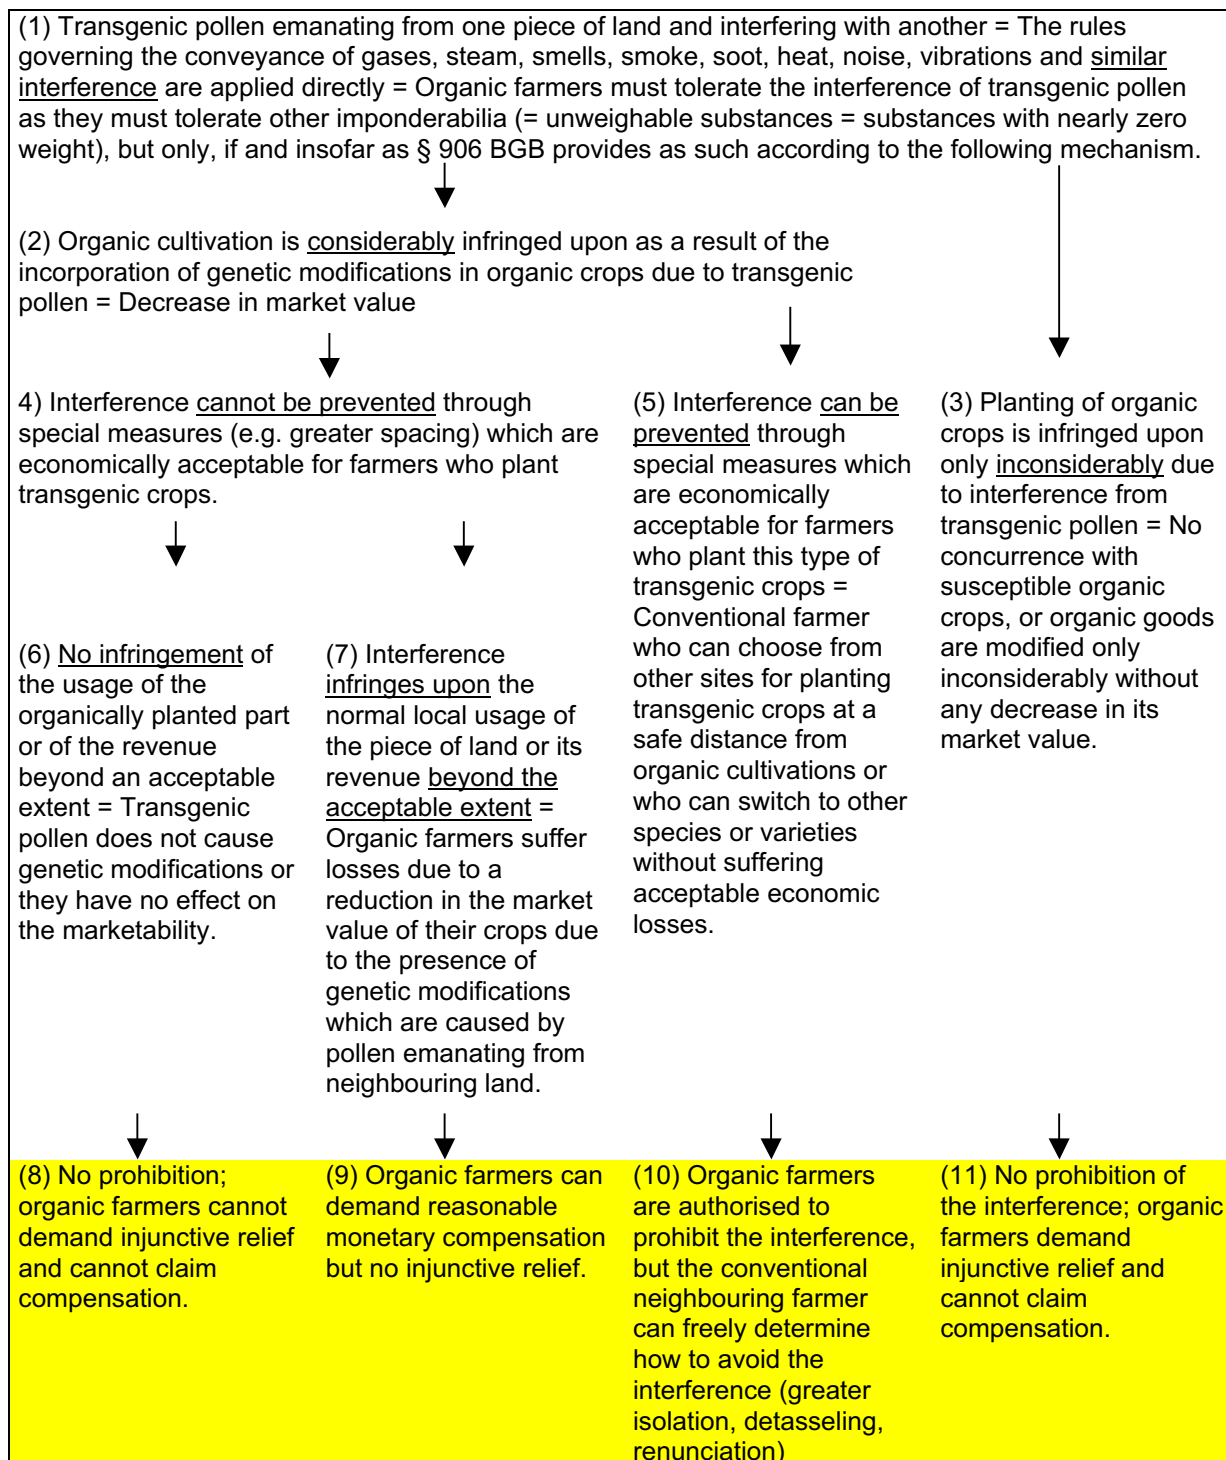 (1) Transgenic pollen emanating from one piece of land and interfering with another = The rules
governing the conveyance of gases, steam, smells, smoke, soot, heat, noise, vibrations and similar
interference are applied directly = Organic farmers must tolerate the interference of transgenic pollen
as they must tolerate other imponderabilia (= unweighable substances = substances with nearly zero
weight), but only, if and insofar as § 906 BGB provides as such according to the following mechanism.
(2) Organic cultivation is considerably infringed upon as a result of the
incorporation of genetic modifications in organic crops due to transgenic
pollen = Decrease in market value
4) Interference cannot be prevented through
special measures (e.g. greater spacing) which are
economically acceptable for farmers who plant
transgenic crops.
(5) Interference can be
prevented through
special measures which
are economically
acceptable for farmers
who plant this type of
transgenic crops =
Conventional farmer
who can choose from
other sites for planting
transgenic crops at a
safe distance from
organic cultivations or
who can switch to other
species or varieties
without suffering
acceptable economic
losses.
(3) Planting of organic
crops is infringed upon
only inconsiderably due
to interference from
transgenic pollen = No
concurrence with
susceptible organic
crops, or organic goods
are modified only
inconsiderably without
any decrease in its
market value.
(6) No infringement of
the usage of the
organically planted part
or of the revenue
beyond an acceptable
extent = Transgenic
pollen does not cause
genetic modifications or
they have no effect on
the marketability.
(7) Interference
infringes upon the
normal local usage of
the piece of land or its
revenue beyond the
acceptable extent =
Organic farmers suffer
losses due to a
reduction in the market
value of their crops due
to the presence of
genetic modifications
which are caused by
pollen emanating from
neighbouring land.
(8) No prohibition;
organic farmers cannot
demand injunctive relief
and cannot claim
compensation.
(9) Organic farmers can
demand reasonable
monetary compensation
but no injunctive relief.
(10) Organic farmers
are authorised to
prohibit the interference,
but the conventional
neighbouring farmer
can freely determine
how to avoid the
interference (greater
isolation, detasseling,
renunciation)
(11) No prohibition of
the interference; organic
farmers demand
injunctive relief and
cannot claim
compensation.